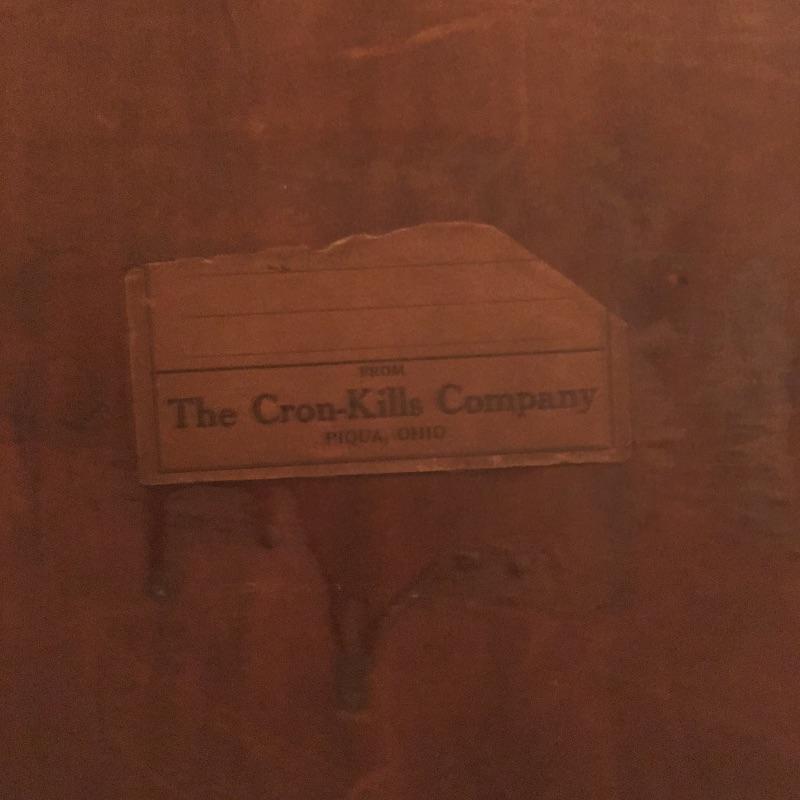 FROM
The Cron-Kills Company
PIQUA, OHIO